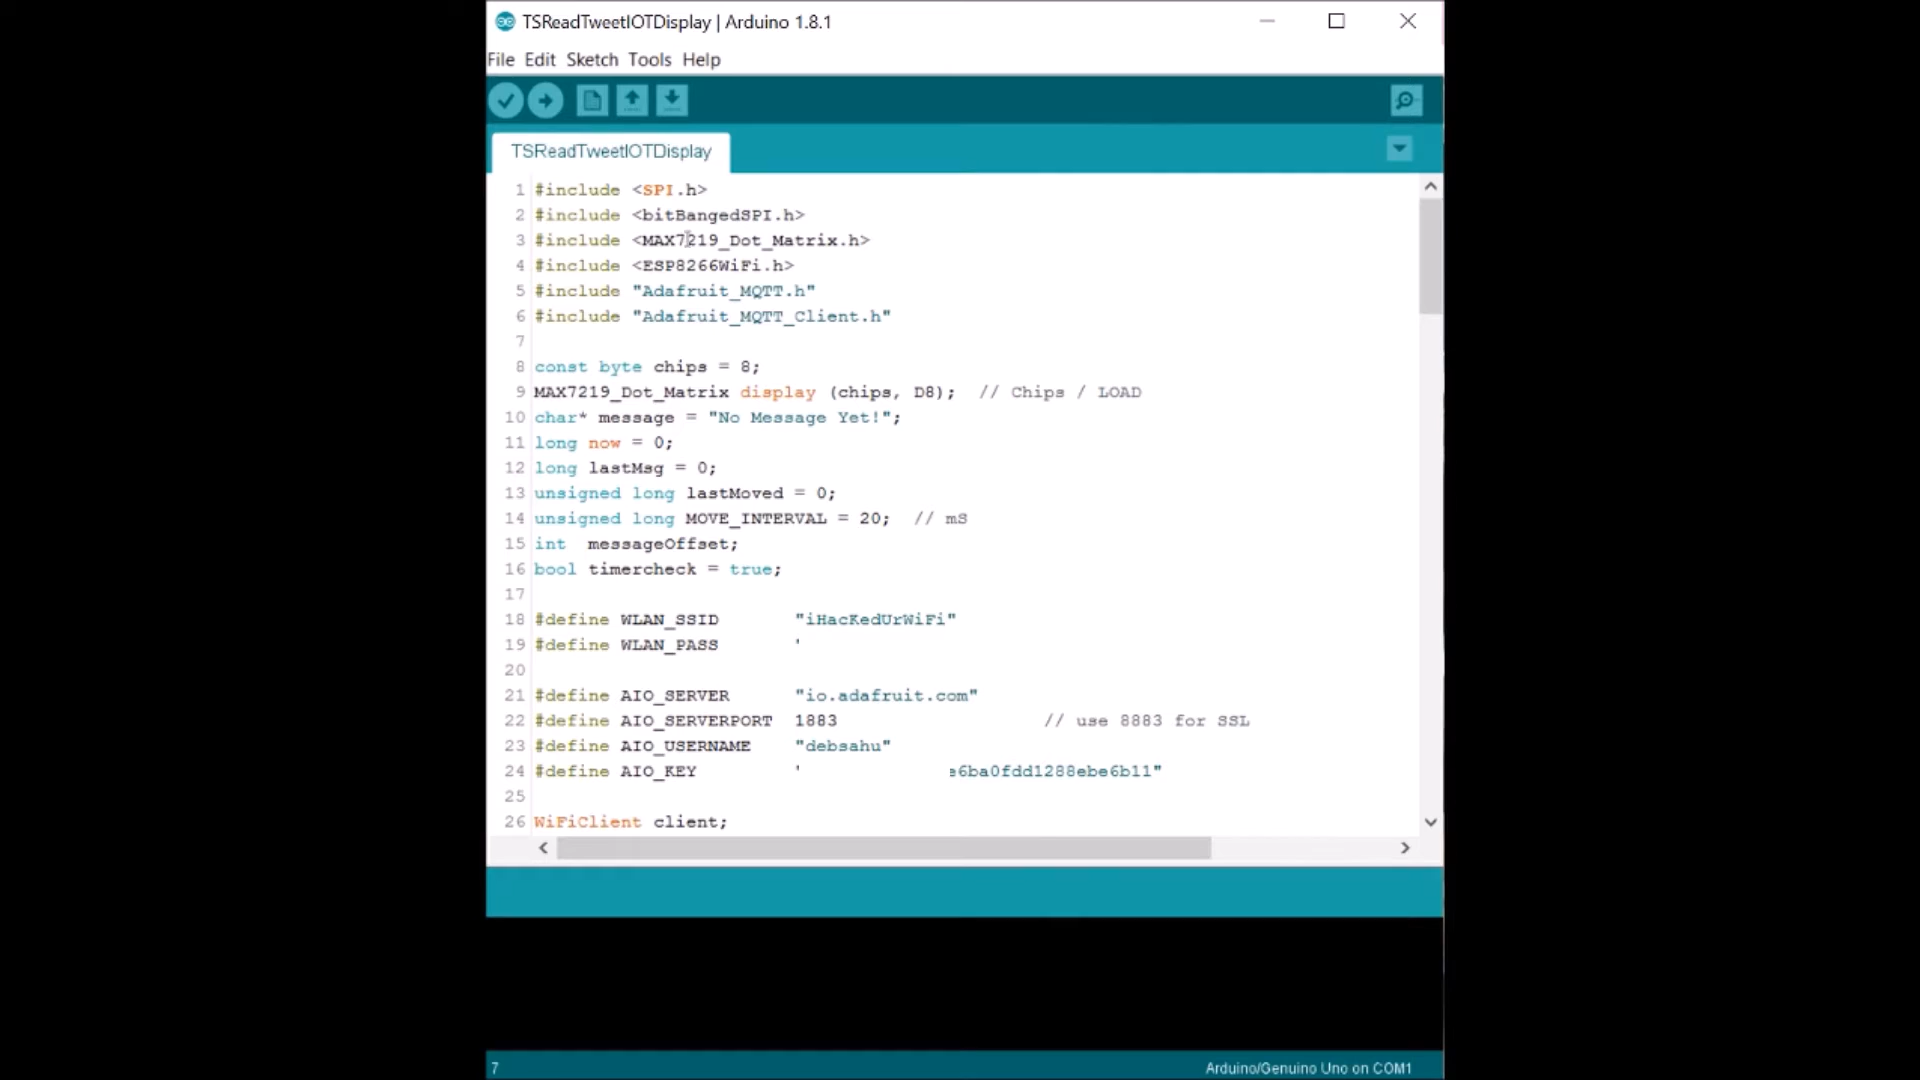 TSReadTweetIOTDisplay | Arduino 1.8.1
File Edit Sketch Tools Help
TSReadTweetIOTDisplay
1 #include <SPI.h>
2 #include <bitBangedSPI.h>
3 #include <MAX7219_Dot_Matrix.h>
4 #include <ESP8266WiFi.h>
5 #include "Adafruit_MQTT.h"
6 #include "Adafruit_MQTT_Client.h"
7
8 const byte chips = 8;
9 MAX7219_Dot_Matrix display (chips, D8);  // Chips / LOAD
10 char* message = "No Message Yet!";
11 long now = 0;
12 long lastMsg = 0;
13 unsigned long lastMoved = 0;
14 unsigned long MOVE_INTERVAL = 20;  // mS
15 int  messageOffset;
16 bool timercheck = true;
17
18 #define WLAN_SSID       "iHacKedUrWiFi"
19 #define WLAN_PASS       '
20
21 #define AIO_SERVER      "io.adafruit.com"
22 #define AIO_SERVERPORT  1883                   // use 8883 for SSL
23 #define AIO_USERNAME    "debsahu"
24 #define AIO_KEY         '              e6ba0fdd1288ebe6b11"
25
26 WiFiClient client;
7
Arduino/Genuino Uno on COM1